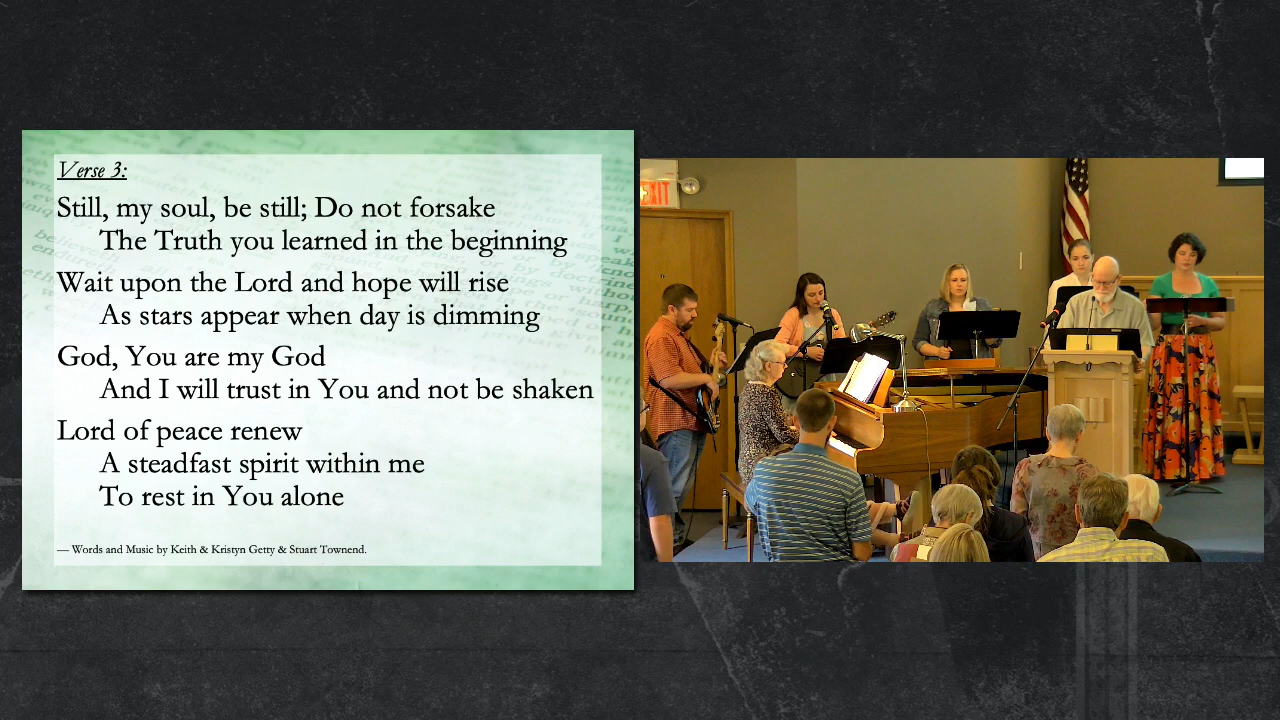 Verse 3:
Still, my soul, be still; Do not forsake
The Truth you learned in the beginning
Wait upon the Lord and hope will rise
As stars appear when day is dimming
God, You are my God
And I will trust in You and not be shaken
Lord of peace renew
A steadfast spirit within me
To rest in You alone
— Words and Music by Keith & Kristyn Getty & Stuart Townend.
EXIT